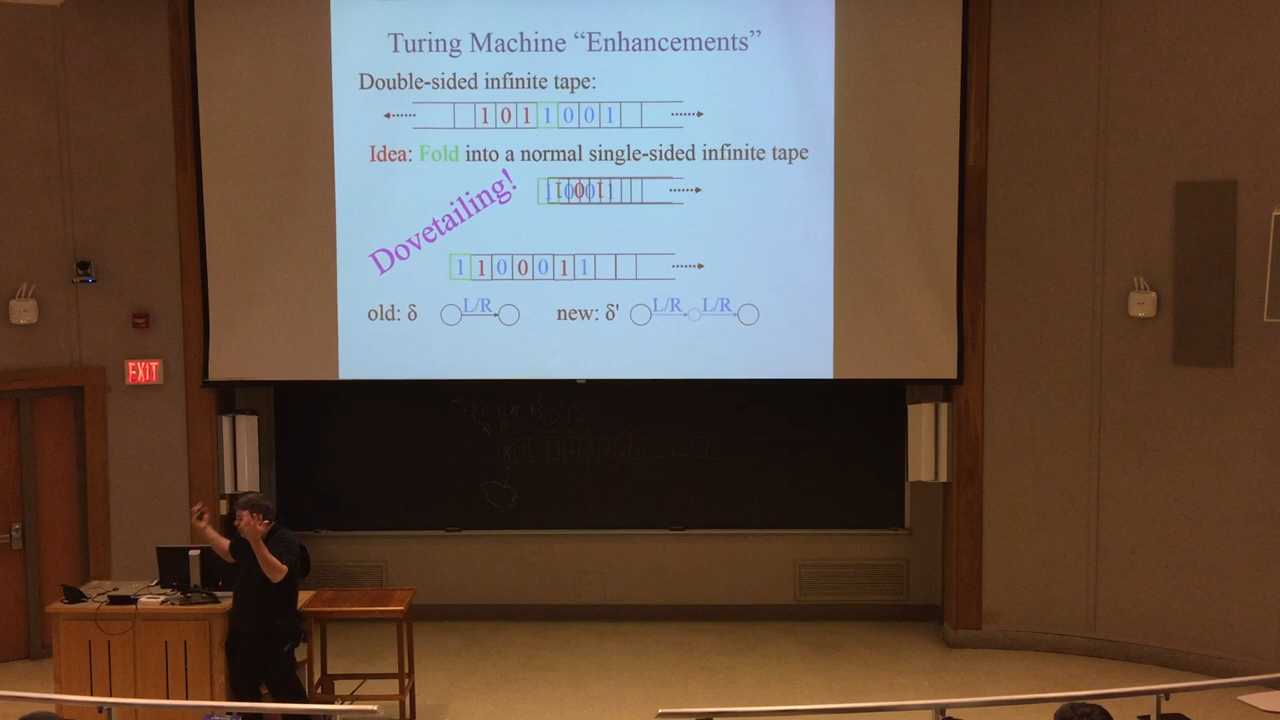 Turing Machine “Enhancements”
Double-sided infinite tape:
1 0 1 1 0 0 1
Idea: Fold into a normal single-sided infinite tape
Dovetailing!
1 1 0 0 0 1 1
old: δ L/R new: δ' L/R L/R
EXIT